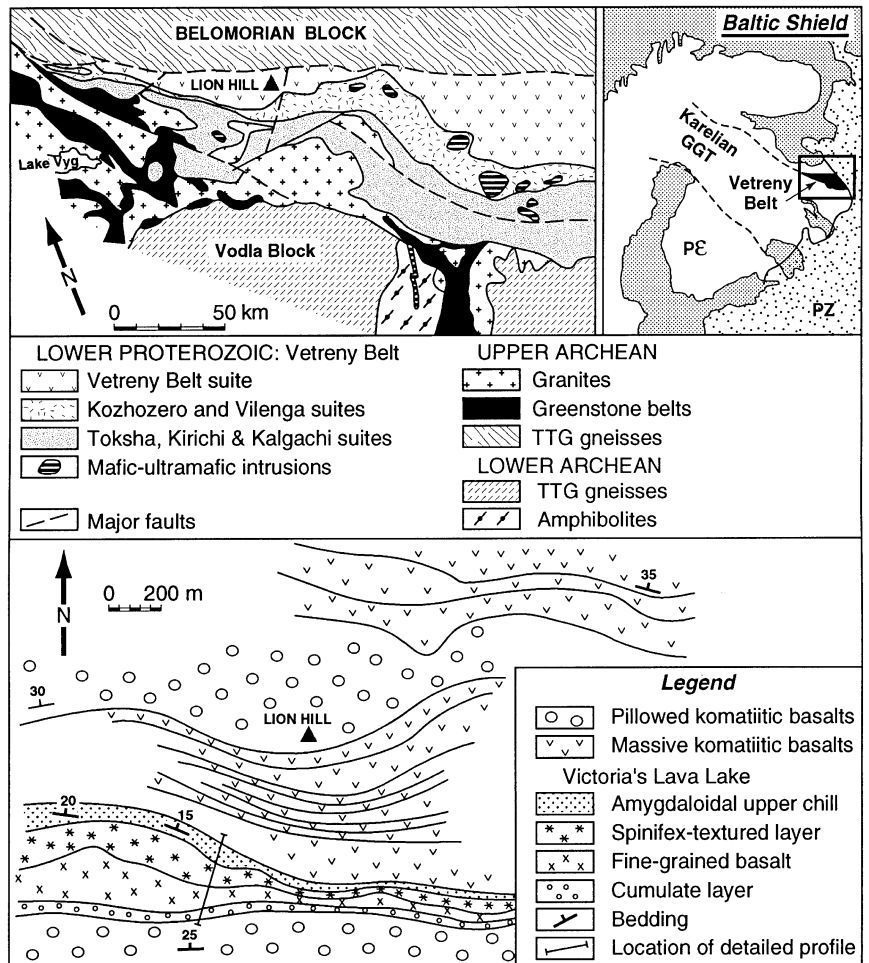 BELOMORIAN BLOCK
LION HILL
Lake Vyg
Vodla Block
N
0 50 km
Baltic Shield
Karelian
GGT
Vetreny
Belt
PЄ
PZ
LOWER PROTEROZOIC: Vetreny Belt
Vetreny Belt suite
Kozhozero and Vilenga suites
Toksha, Kirichi & Kalgachi suites
Mafic-ultramafic intrusions
Major faults
UPPER ARCHEAN
Granites
Greenstone belts
TTG gneisses
LOWER ARCHEAN
TTG gneisses
Amphibolites
N
0 200 m
35
30
LION HILL
20
15
25
Legend
Pillowed komatiitic basalts
Massive komatiitic basalts
Victoria's Lava Lake
Amygdaloidal upper chill
Spinifex-textured layer
Fine-grained basalt
Cumulate layer
Bedding
Location of detailed profile